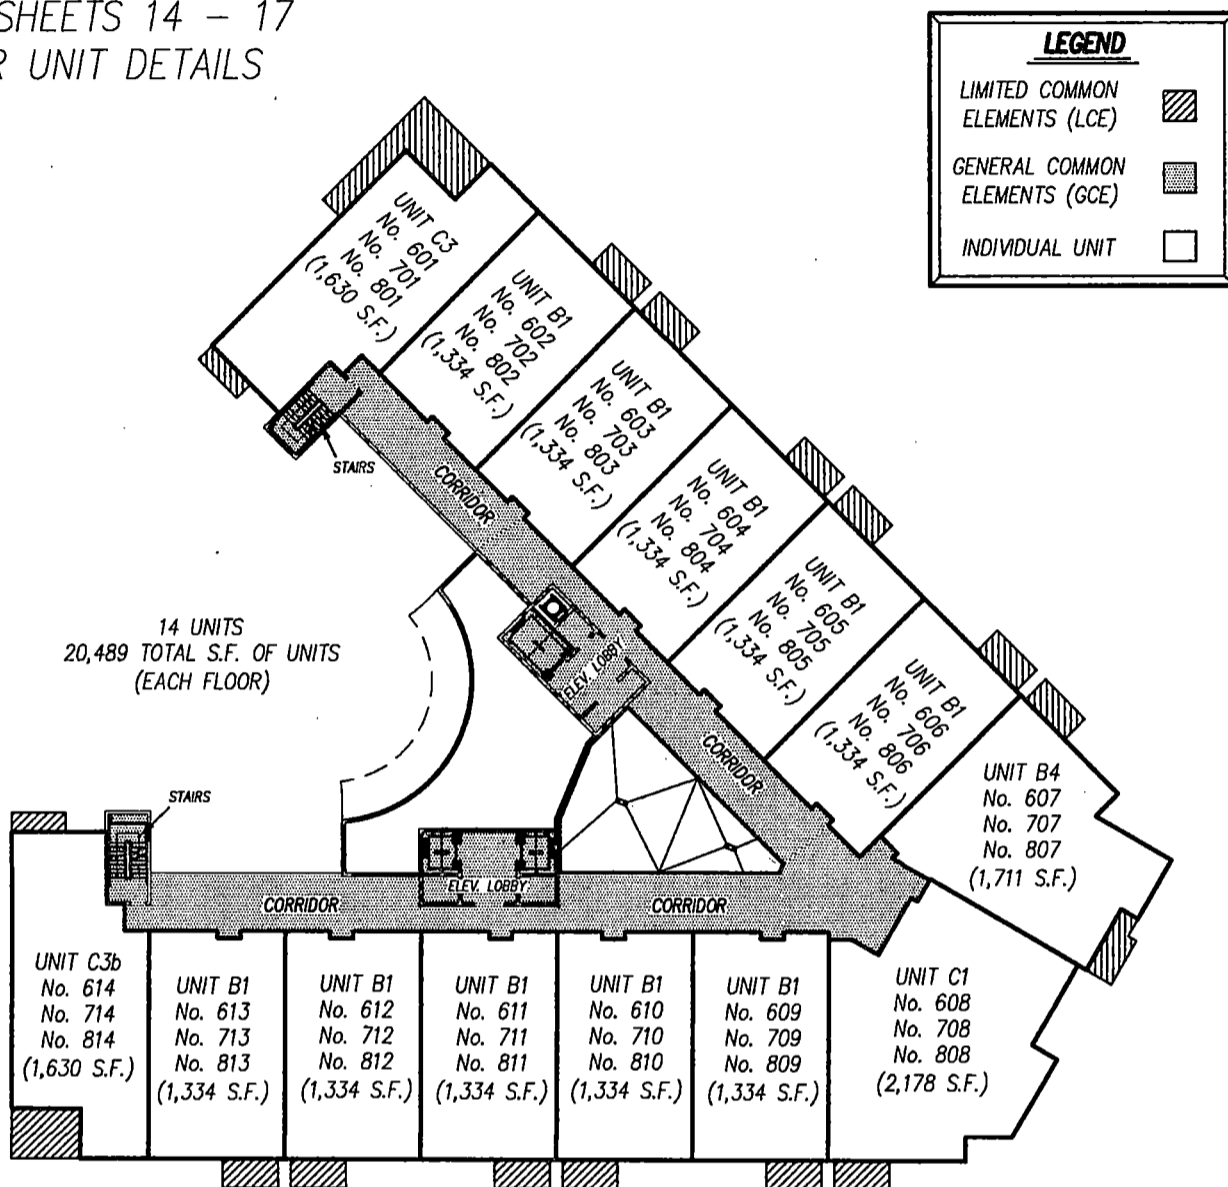 SHEETS 14 – 17
R UNIT DETAILS
LEGEND
LIMITED COMMON
ELEMENTS (LCE)
GENERAL COMMON
ELEMENTS (GCE)
INDIVIDUAL UNIT
UNIT C3
No. 601
No. 701
No. 801
(1,630 S.F.)
UNIT B1
No. 602
No. 702
No. 802
(1,334 S.F.)
UNIT B1
No. 603
No. 703
No. 803
(1,334 S.F.)
UNIT B1
No. 604
No. 704
No. 804
(1,334 S.F.)
UNIT B1
No. 605
No. 705
No. 805
(1,334 S.F.)
UNIT B1
No. 606
No. 706
No. 806
(1,334 S.F.)
UNIT B4
No. 607
No. 707
No. 807
(1,711 S.F.)
STAIRS
CORRIDOR
ELEV. LOBBY
CORRIDOR
14 UNITS
20,489 TOTAL S.F. OF UNITS
(EACH FLOOR)
STAIRS
ELEV. LOBBY
CORRIDOR
CORRIDOR
UNIT C3b
No. 614
No. 714
No. 814
(1,630 S.F.)
UNIT B1
No. 613
No. 713
No. 813
(1,334 S.F.)
UNIT B1
No. 612
No. 712
No. 812
(1,334 S.F.)
UNIT B1
No. 611
No. 711
No. 811
(1,334 S.F.)
UNIT B1
No. 610
No. 710
No. 810
(1,334 S.F.)
UNIT B1
No. 609
No. 709
No. 809
(1,334 S.F.)
UNIT C1
No. 608
No. 708
No. 808
(2,178 S.F.)